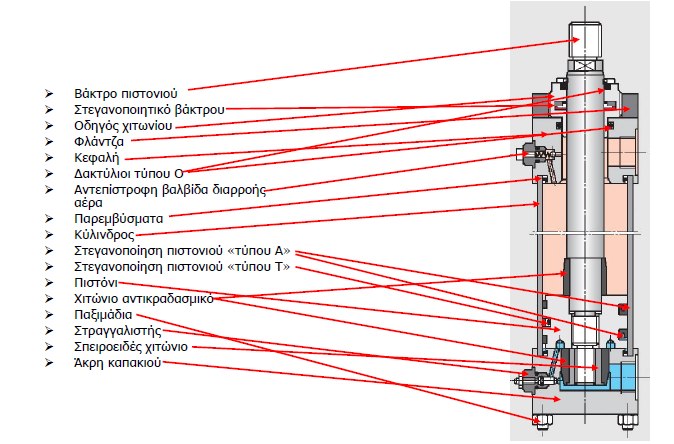 Βάκτρο πιστονιού
Στεγανοποιητικό βάκτρου
Οδηγός χιτωνίου
Φλάντζα
Κεφαλή
Δακτύλιοι τύπου Ο
Αντεπίστροφη βαλβίδα διαρροής
αέρα
Παρεμβύσματα
Κύλινδρος
Στεγανοποίηση πιστονιού «τύπου Α»
Στεγανοποίηση πιστονιού «τύπου Τ»
Πιστόνι
Χιτώνιο αντικραδασμικό
Παξιμάδια
Στραγγαλιστής
Σπειροειδές χιτώνιο
Άκρη καπακιού